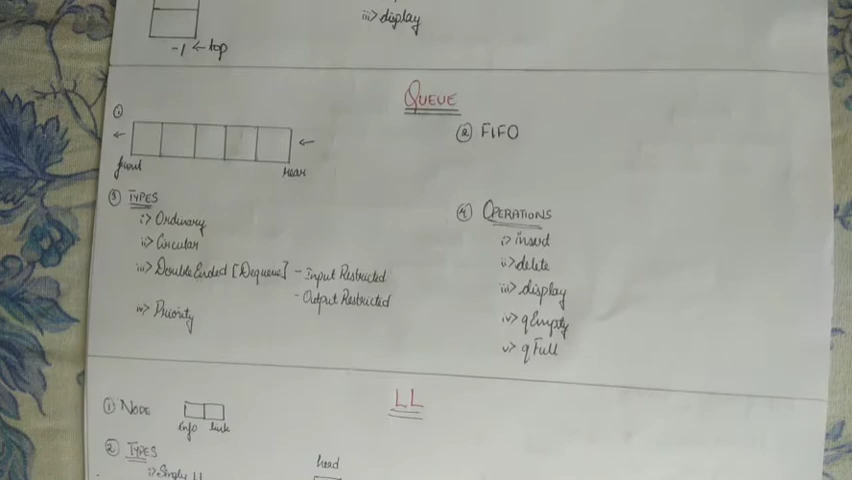 iii> display
-1 ← top
QUEUE
①
← ←
front rear
② FIFO
③ TYPES
i> Ordinary
ii> Circular
iii> Double Ended [Dequeue] - Input Restricted
- Output Restricted
iv> Priority
④ OPERATIONS
i> insert
ii> delete
iii> display
iv> qEmpty
v> qFull
LL
① NODE
info link
② TYPES
head
i> Singly LL